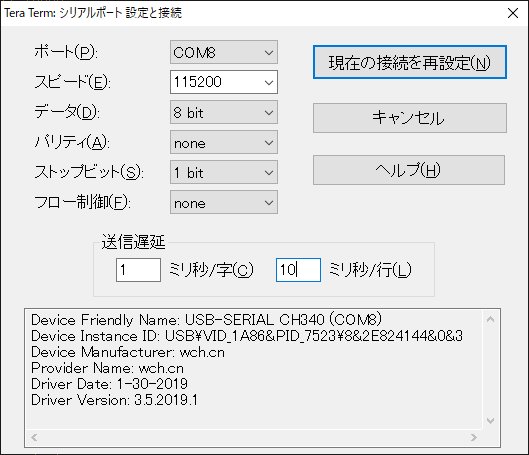 Tera Term: シリアルポート 設定と接続
ポート(P): COM8 現在の接続を再設定(N)
スピード(E): 115200
データ(D): 8 bit キャンセル
パリティ(A): none
ストップビット(S): 1 bit ヘルプ(H)
フロー制御(F): none
送信遅延
1 ミリ秒/字(C) 10 ミリ秒/行(L)
Device Friendly Name: USB-SERIAL CH340 (COM8)
Device Instance ID: USB¥VID_1A86&PID_7523¥8&2E824144&0&3
Device Manufacturer: wch.cn
Provider Name: wch.cn
Driver Date: 1-30-2019
Driver Version: 3.5.2019.1